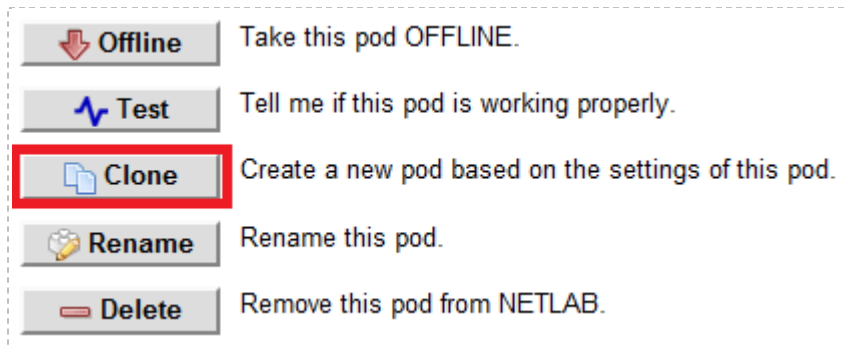 Offline Take this pod OFFLINE.
Test Tell me if this pod is working properly.
Clone Create a new pod based on the settings of this pod.
Rename Rename this pod.
Delete Remove this pod from NETLAB.